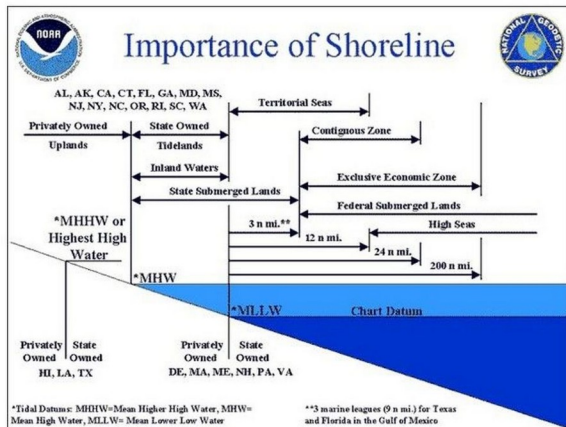 NOAA
Importance of Shoreline
NATIONAL GEODETIC SURVEY
AL, AK, CA, CT, FL, GA, MD, MS,
NJ, NY, NC, OR, RI, SC, WA
Territorial Seas
Privately Owned
State Owned
Contiguous Zone
Uplands
Tidelands
Inland Waters
Exclusive Economic Zone
State Submerged Lands
Federal Submerged Lands
*MHHW or
Highest High
Water
3 n mi.**
High Seas
12 n mi.
24 n mi.
200 n mi.
*MHW
*MLLW
Chart Datum
Privately Owned
State Owned
HI, LA, TX
Privately Owned
State Owned
DE, MA, ME, NH, PA, VA
*Tidal Datums: MHHW=Mean Higher High Water, MHW=
Mean High Water, MLLW= Mean Lower Low Water
**3 marine leagues (9 n mi.) for Texas
and Florida in the Gulf of Mexico